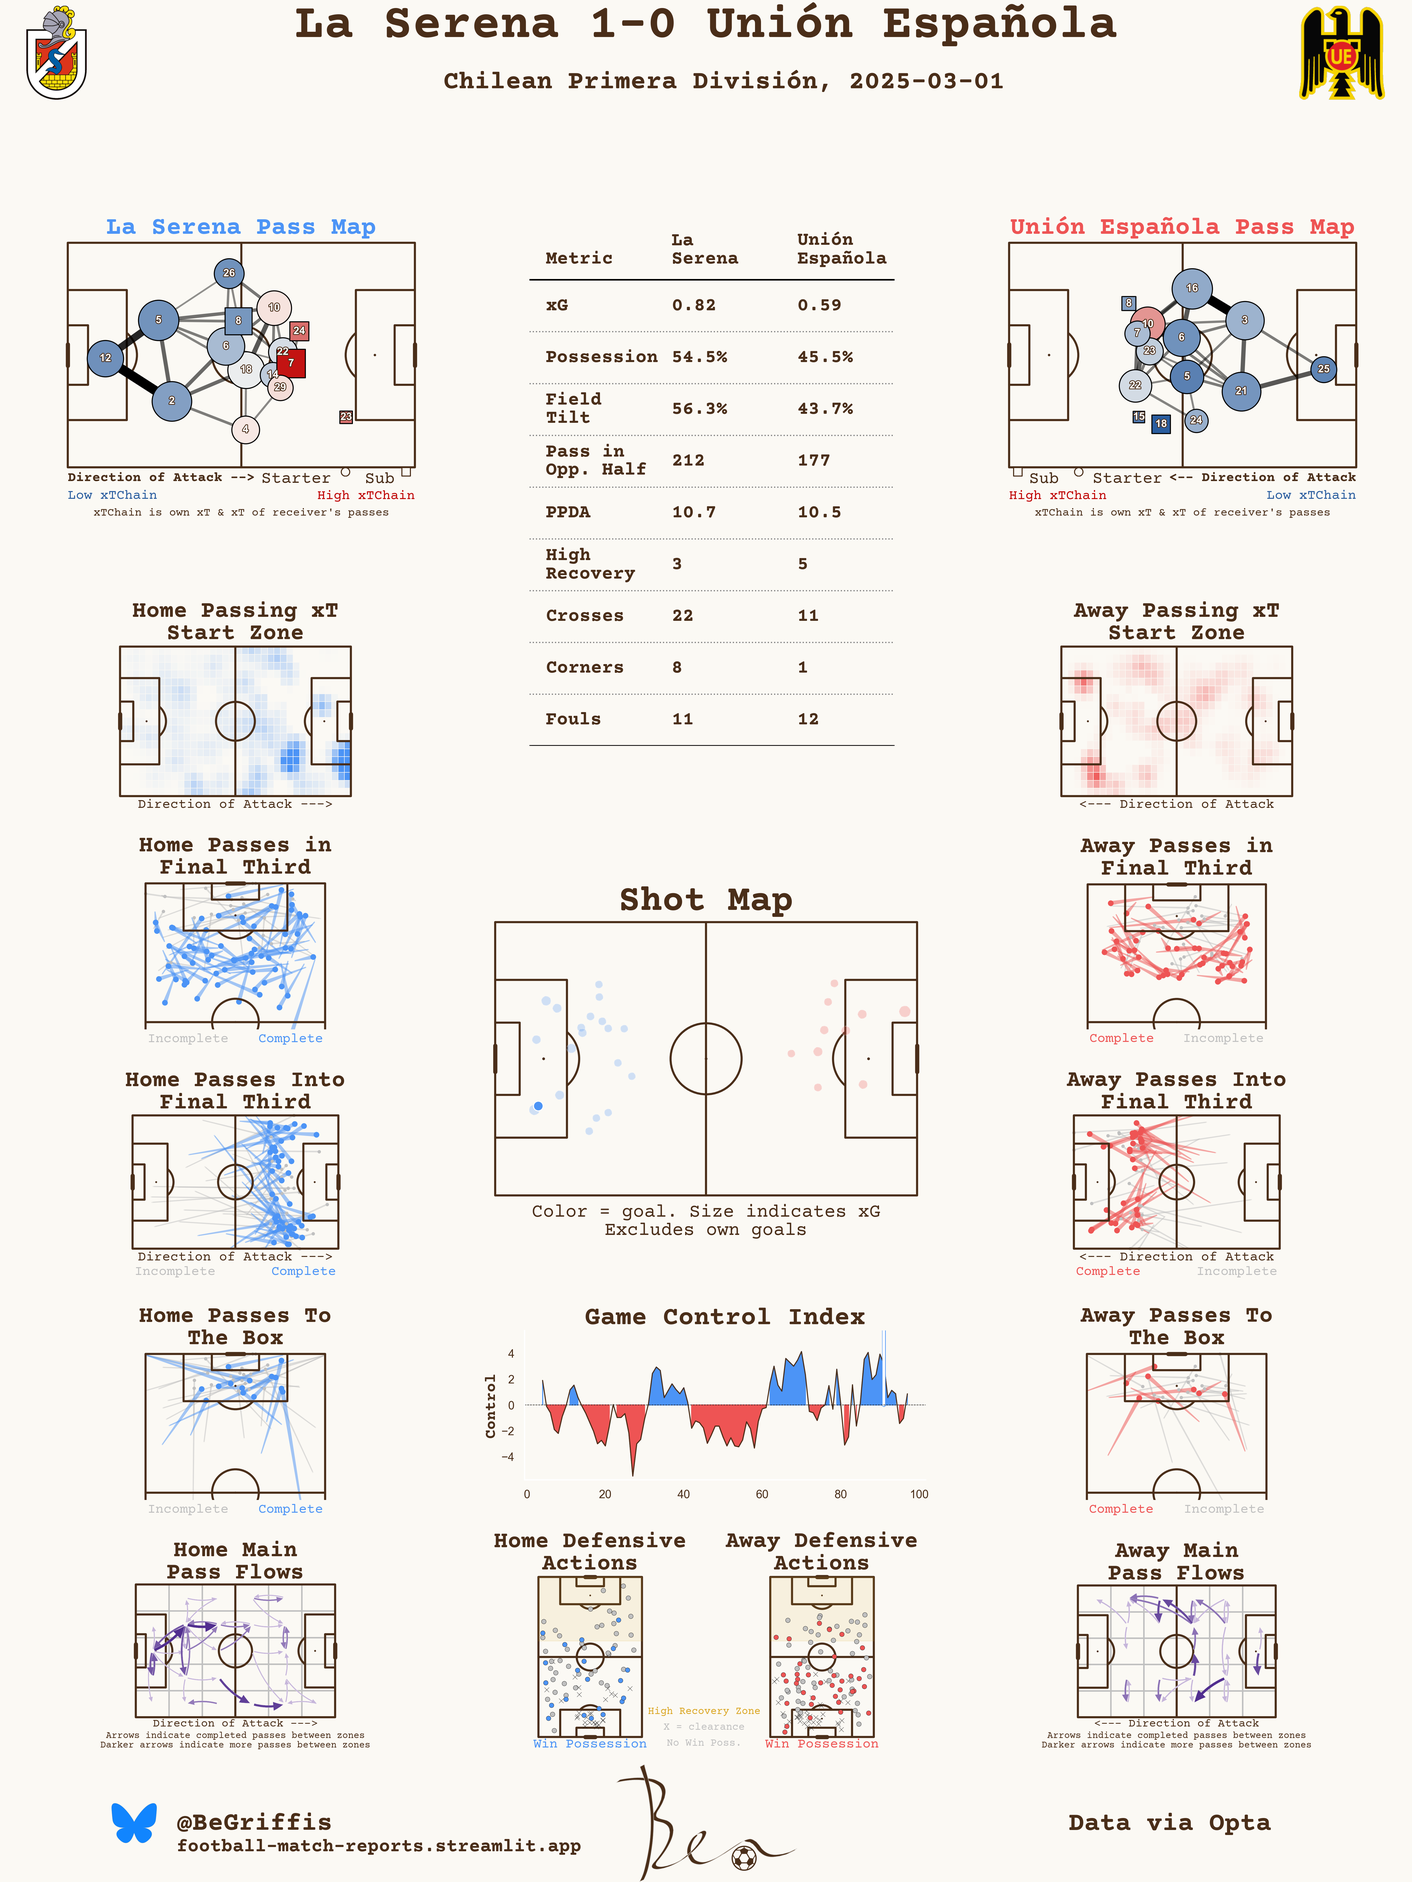 La Serena 1-0 Unión Española
Chilean Primera División, 2025-03-01
UE
La Serena Pass Map
26
10
5
8
24
6
22
7
12
18
14
29
2
4
23
Direction of Attack --> Starter Sub
Low xTChain High xTChain
xTChain is own xT & xT of receiver's passes
Metric La Serena Unión Española
xG 0.82 0.59
Possession 54.5% 45.5%
Field Tilt 56.3% 43.7%
Pass in Opp. Half 212 177
PPDA 10.7 10.5
High Recovery 3 5
Crosses 22 11
Corners 8 1
Fouls 11 12
Unión Española Pass Map
16
8
10
3
7
6
23
25
22
5
21
15
18
24
Sub Starter <-- Direction of Attack
High xTChain Low xTChain
xTChain is own xT & xT of receiver's passes
Home Passing xT
Start Zone
Direction of Attack --->
Away Passing xT
Start Zone
<--- Direction of Attack
Home Passes in
Final Third
Incomplete Complete
Away Passes in
Final Third
Complete Incomplete
Shot Map
Color = goal. Size indicates xG
Excludes own goals
Home Passes Into
Final Third
Direction of Attack --->
Incomplete Complete
Away Passes Into
Final Third
<--- Direction of Attack
Complete Incomplete
Home Passes To
The Box
Incomplete Complete
Game Control Index
Control
4
2
0
−2
−4
0
0 20 40 60 80 100
Away Passes To
The Box
Complete Incomplete
Home Main
Pass Flows
Direction of Attack --->
Arrows indicate completed passes between zones
Darker arrows indicate more passes between zones
Home Defensive
Actions
Win Possession
Away Defensive
Actions
Win Possession
High Recovery Zone
X = clearance
No Win Poss.
Away Main
Pass Flows
<--- Direction of Attack
Arrows indicate completed passes between zones
Darker arrows indicate more passes between zones
@BeGriffis
football-match-reports.streamlit.app
Ben
Data via Opta